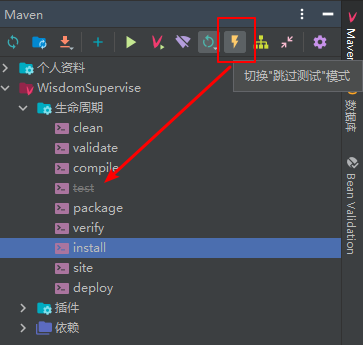 Maven
个人资料
WisdomSupervise
切换"跳过测试"模式
生命周期
clean
validate
compile
test
package
verify
install
site
deploy
插件
依赖
Maven
数据库
Bean Validation